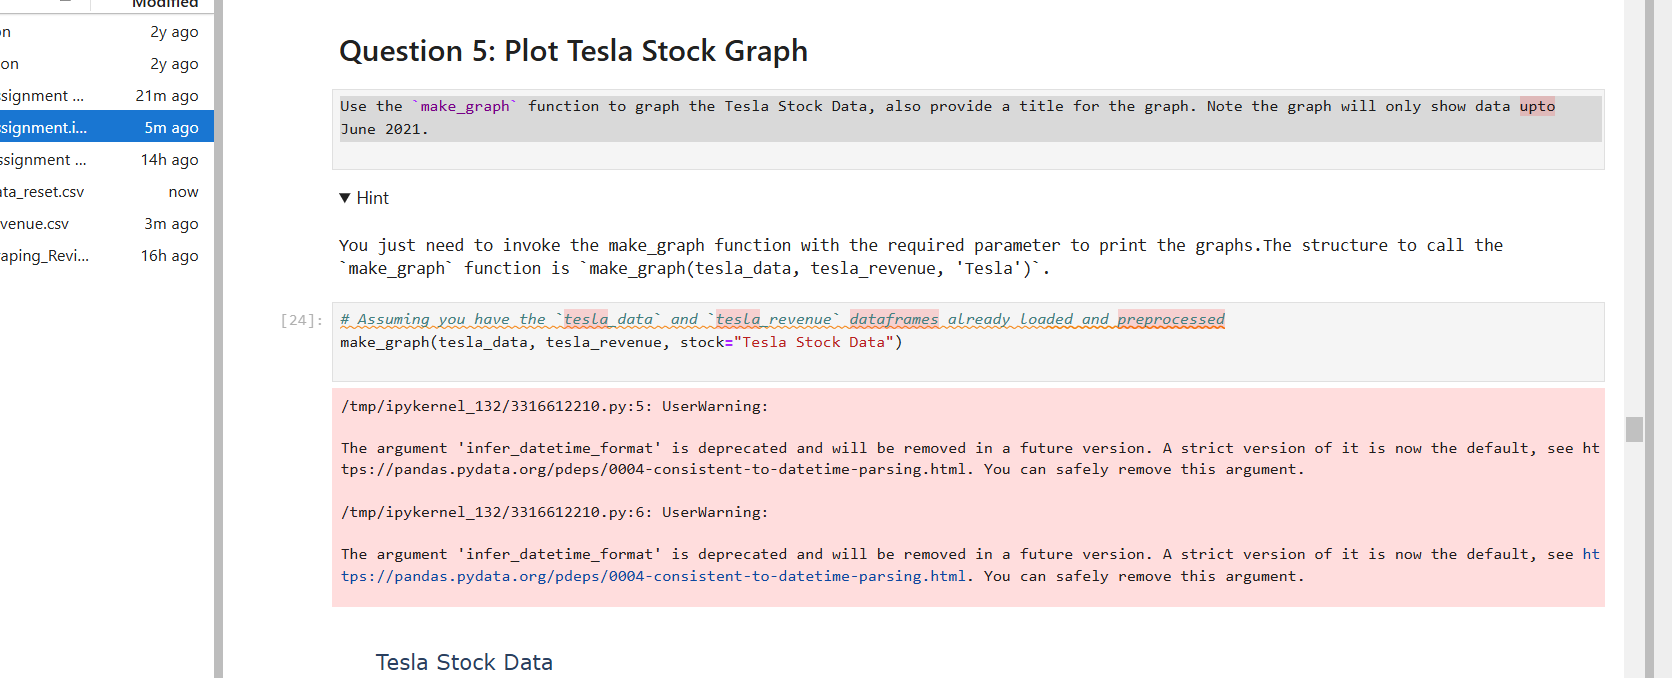 Modified
on 2y ago
on 2y ago
signment ... 21m ago
signment.i... 5m ago
ssignment ... 14h ago
ata_reset.csv now
venue.csv 3m ago
aping_Revi... 16h ago
Question 5: Plot Tesla Stock Graph
Use the `make_graph` function to graph the Tesla Stock Data, also provide a title for the graph. Note the graph will only show data upto
June 2021.
▼ Hint
You just need to invoke the make_graph function with the required parameter to print the graphs.The structure to call the
`make_graph` function is `make_graph(tesla_data, tesla_revenue, 'Tesla')`.
[24]: # Assuming you have the `tesla_data` and `tesla_revenue` dataframes already loaded and preprocessed
make_graph(tesla_data, tesla_revenue, stock="Tesla Stock Data")
/tmp/ipykernel_132/3316612210.py:5: UserWarning:
The argument 'infer_datetime_format' is deprecated and will be removed in a future version. A strict version of it is now the default, see ht
tps://pandas.pydata.org/pdeps/0004-consistent-to-datetime-parsing.html. You can safely remove this argument.
/tmp/ipykernel_132/3316612210.py:6: UserWarning:
The argument 'infer_datetime_format' is deprecated and will be removed in a future version. A strict version of it is now the default, see ht
tps://pandas.pydata.org/pdeps/0004-consistent-to-datetime-parsing.html. You can safely remove this argument.
Tesla Stock Data